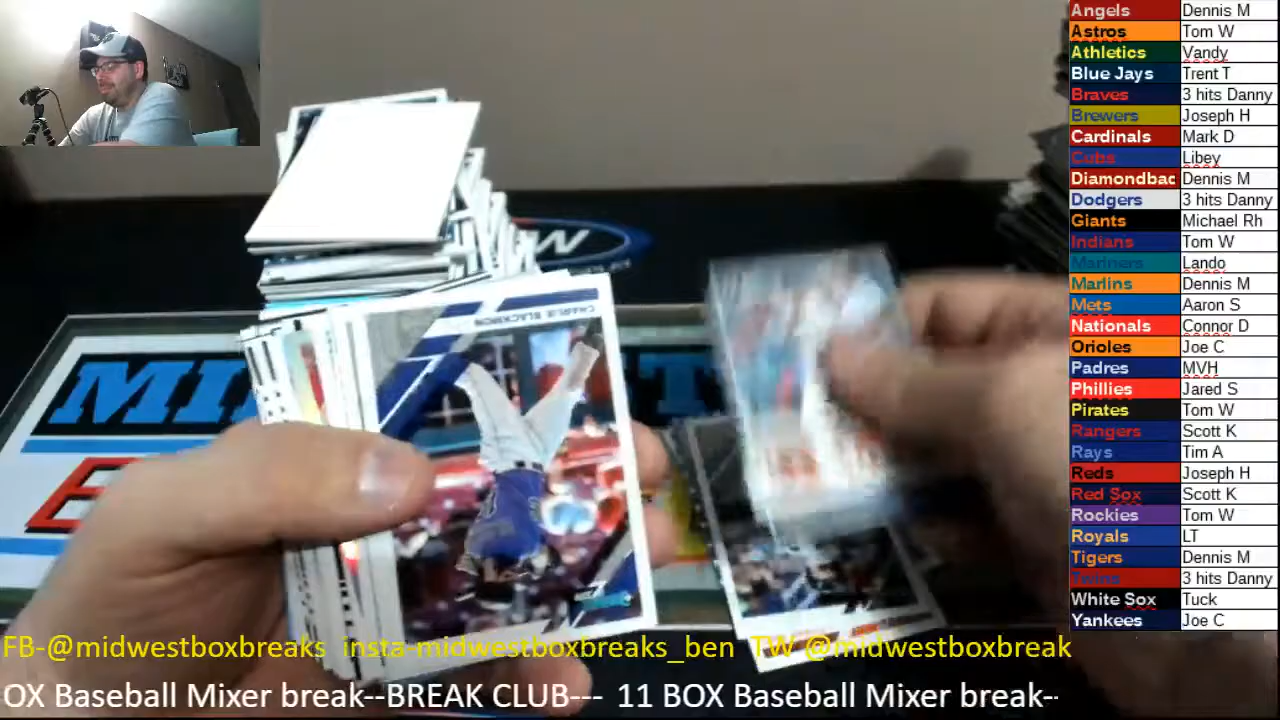 Angels Dennis M
Astros Tom W
Athletics Vandy
Blue Jays Trent T
Braves 3 hits Danny
Brewers Joseph H
Cardinals Mark D
Cubs Libey
Diamondbac Dennis M
Dodgers 3 hits Danny
Giants Michael Rh
Indians Tom W
Mariners Lando
Marlins Dennis M
Mets Aaron S
Nationals Connor D
Orioles Joe C
Padres MVH
Phillies Jared S
Pirates Tom W
Rangers Scott K
Rays Tim A
Reds Joseph H
Red Sox Scott K
Rockies Tom W
Royals LT
Tigers Dennis M
Twins 3 hits Danny
White Sox Tuck
Yankees Joe C
CHARLIE BLACKMON
FB-@midwestboxbreaks insta-midwestboxbreaks_ben TW @midwestboxbreak
OX Baseball Mixer break--BREAK CLUB--- 11 BOX Baseball Mixer break--